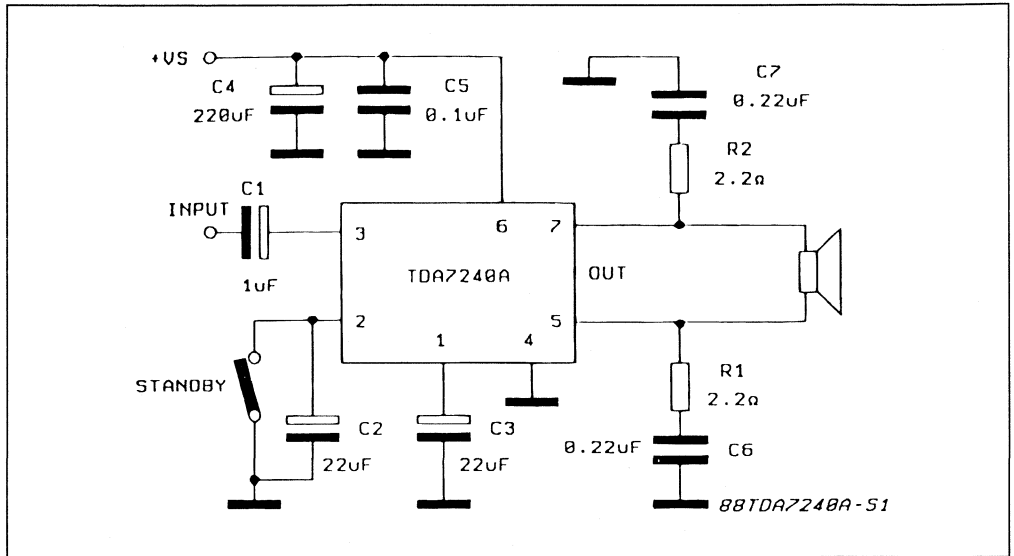 +VS
C4
220uF
C5
0.1uF
C7
0.22uF
R2
2.2Ω
C1
INPUT
1uF
3
6
7
TDA7240A
OUT
2
1
4
5
STANDBY
C2
22uF
C3
22uF
R1
2.2Ω
0.22uF
C6
88TDA7240A-S1